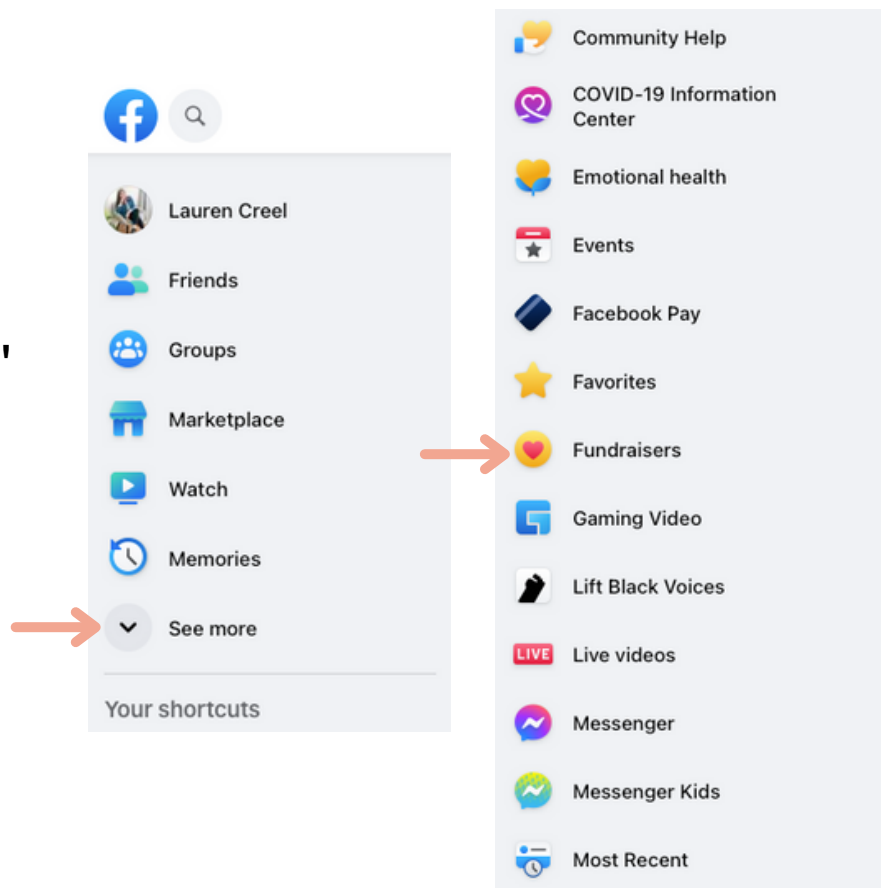 Lauren Creel
Friends
Groups
"
Marketplace
Watch
Memories
See more
Your shortcuts
Community Help
COVID-19 Information
Center
Emotional health
Events
Facebook Pay
Favorites
Fundraisers
Gaming Video
Lift Black Voices
LIVE Live videos
Messenger
Messenger Kids
Most Recent